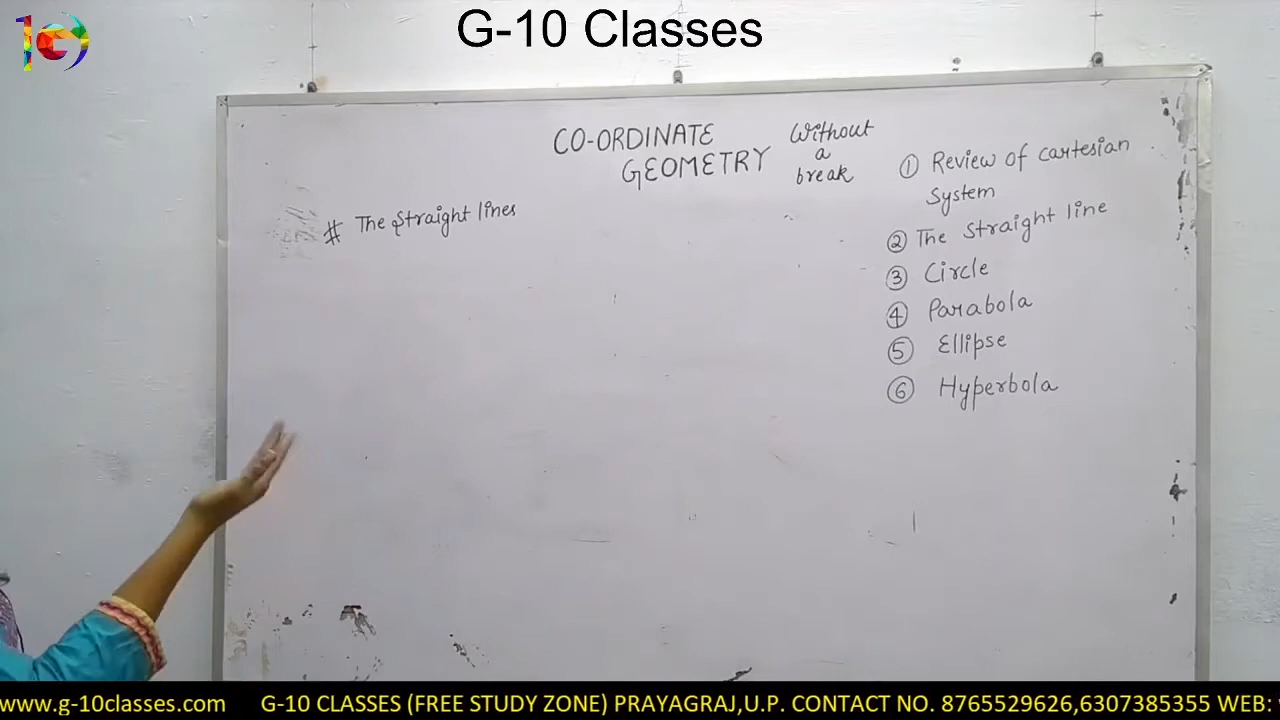 G-10 Classes
CO-ORDINATE
GEOMETRY
Without
a
break
# The Straight lines
① Review of cartesian
System
② The Straight line
③ Circle
④ Parabola
⑤ Ellipse
⑥ Hyperbola
www.g-10classes.com G-10 CLASSES (FREE STUDY ZONE) PRAYAGRAJ,U.P. CONTACT NO. 8765529626,6307385355 WEB: